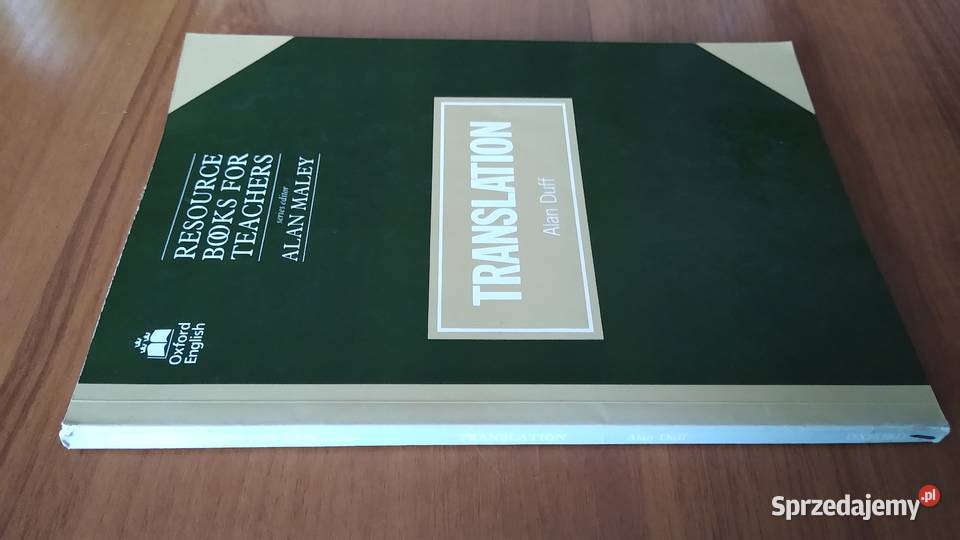 RESOURCE
BOOKS FOR
TEACHERS
series editor
ALAN MALEY
TRANSLATION
Alan Duff
Oxford
English
TRANSLATION Alan Duff
Sprzedajemy.pl